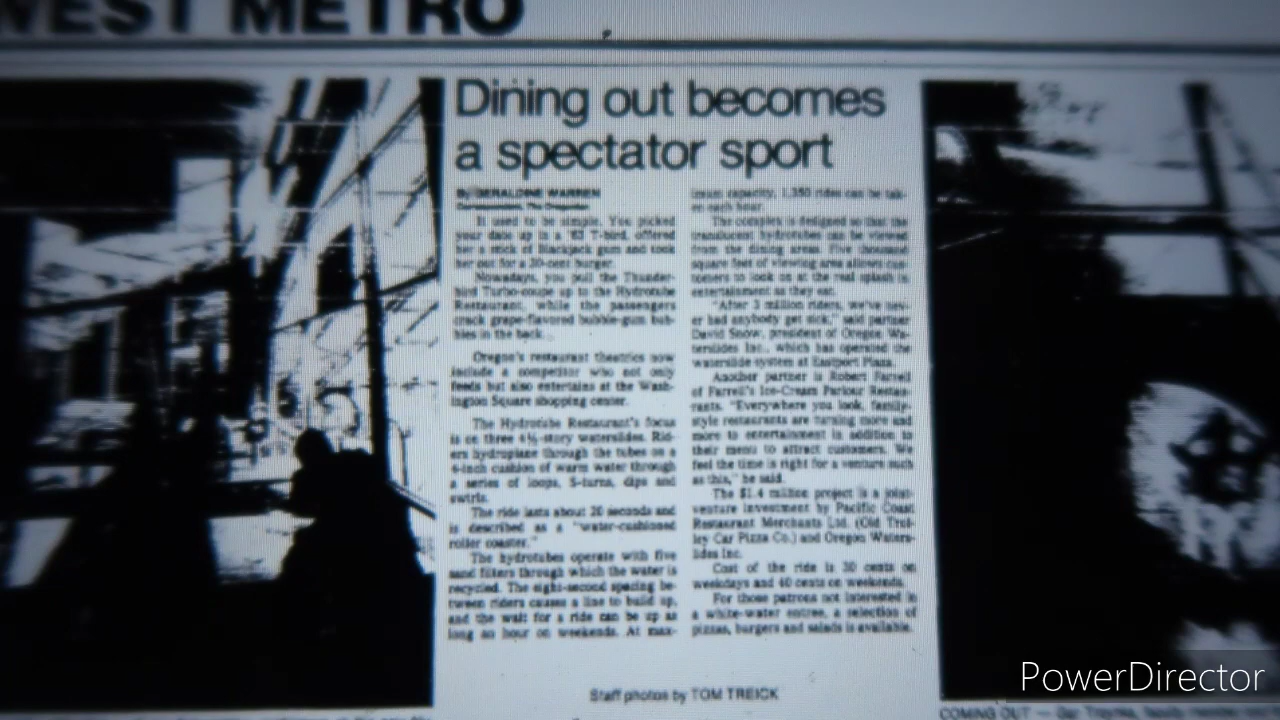 WEST METRO
Dining out becomes
a spectator sport
By GERALDINE WARREN
Correspondent, The Oregonian
It used to be simple. You picked
your date up in a '63 T-bird, offered
her a stick of Blackjack gum and took
her out for a 20-cent burger.
Nowadays, you pull the Thunder-
bird Turbo-coupe up to the Hydrotube
Restaurant, while the passengers
crack grape-flavored bubble-gum bub-
bles in the back.
Oregon's restaurant theatrics now
include a competitor who not only
feeds but also entertains at the Wash-
ington Square shopping center.
The Hydrotube Restaurant's focus
is on three 4½-story waterslides. Rid-
ers hydroplane through the tubes on a
4-inch cushion of warm water through
a series of loops, S-turns, dips and
swirls.
The ride lasts about 20 seconds and
is described as a "water-cushioned
roller coaster."
The hydrotubes operate with five
sand filters through which the water is
recycled. The eight-second spacing be-
tween riders causes a line to build up,
and the wait for a ride can be up as
long an hour on weekends. At max-
imum capacity, 1,350 rides can be tak-
en each hour.
The complex is designed so that the
translucent hydrotubes can be viewed
from the dining areas. Five thousand
square feet of viewing area allows cus-
tomers to look on at the real splash in
entertainment as they eat.
"After 3 million riders, we've nev-
er had anybody get sick," said partner
David Snow, president of Oregon Wa-
terslides Inc., which has operated the
waterslide system at Eastport Plaza.
Another partner is Robert Farrell
of Farrell's Ice-Cream Parlour Restau-
rants. "Everywhere you look, family-
style restaurants are turning more and
more to entertainment in addition to
their menu to attract customers. We
feel the time is right for a venture such
as this," he said.
The $1.4 million project is a joint-
venture investment by Pacific Coast
Restaurant Merchants Ltd. (Old Trol-
ley Car Pizza Co.) and Oregon Waters-
lides Inc.
Cost of the ride is 30 cents on
weekdays and 40 cents on weekends.
For those patrons not interested in
a white-water entree, a selection of
pizzas, burgers and salads is available.
Staff photos by TOM TREICK
COMING OUT —
PowerDirector